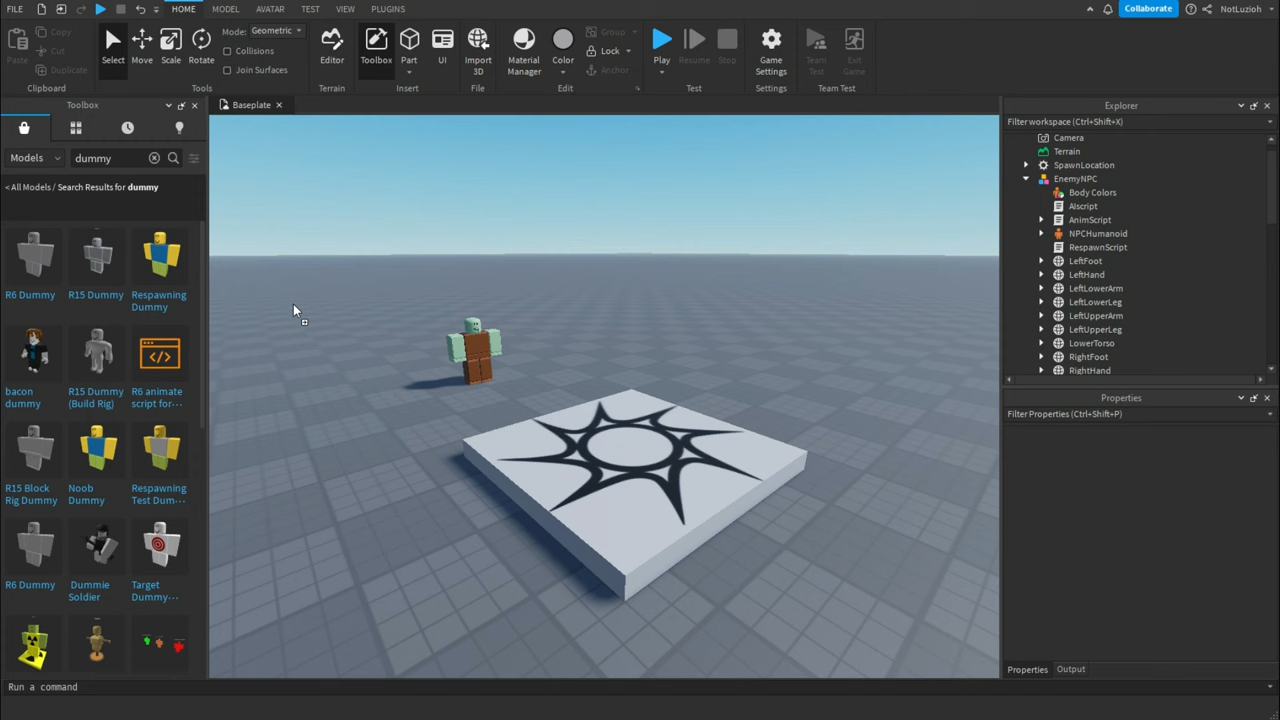 FILE
HOME
MODEL
AVATAR
TEST
VIEW
PLUGINS
Collaborate
NotLuzioh
Paste
Copy
Cut
Duplicate
Clipboard
Select
Move
Scale
Rotate
Mode: Geometric
Collisions
Join Surfaces
Tools
Editor
Terrain
Toolbox
Part
UI
Insert
Import
3D
File
Material
Manager
Color
Group
Lock
Anchor
Edit
Play
Resume
Stop
Test
Game
Settings
Settings
Team
Test
Exit
Game
Team Test
Toolbox
Baseplate
Explorer
Models
dummy
< All Models / Search Results for dummy
R6 Dummy
R15 Dummy
Respawning
Dummy
bacon
dummy
R15 Dummy
(Build Rig)
R6 animate
script for···
R15 Block
Rig Dummy
Noob
Dummy
Respawning
Test Dum···
R6 Dummy
Dummie
Soldier
Target
Dummy···
Filter workspace (Ctrl+Shift+X)
Camera
Terrain
SpawnLocation
EnemyNPC
Body Colors
AIscript
AnimScript
NPCHumanoid
RespawnScript
LeftFoot
LeftHand
LeftLowerArm
LeftLowerLeg
LeftUpperArm
LeftUpperLeg
LowerTorso
RightFoot
RightHand
Properties
Filter Properties (Ctrl+Shift+P)
Properties
Output
Run a command